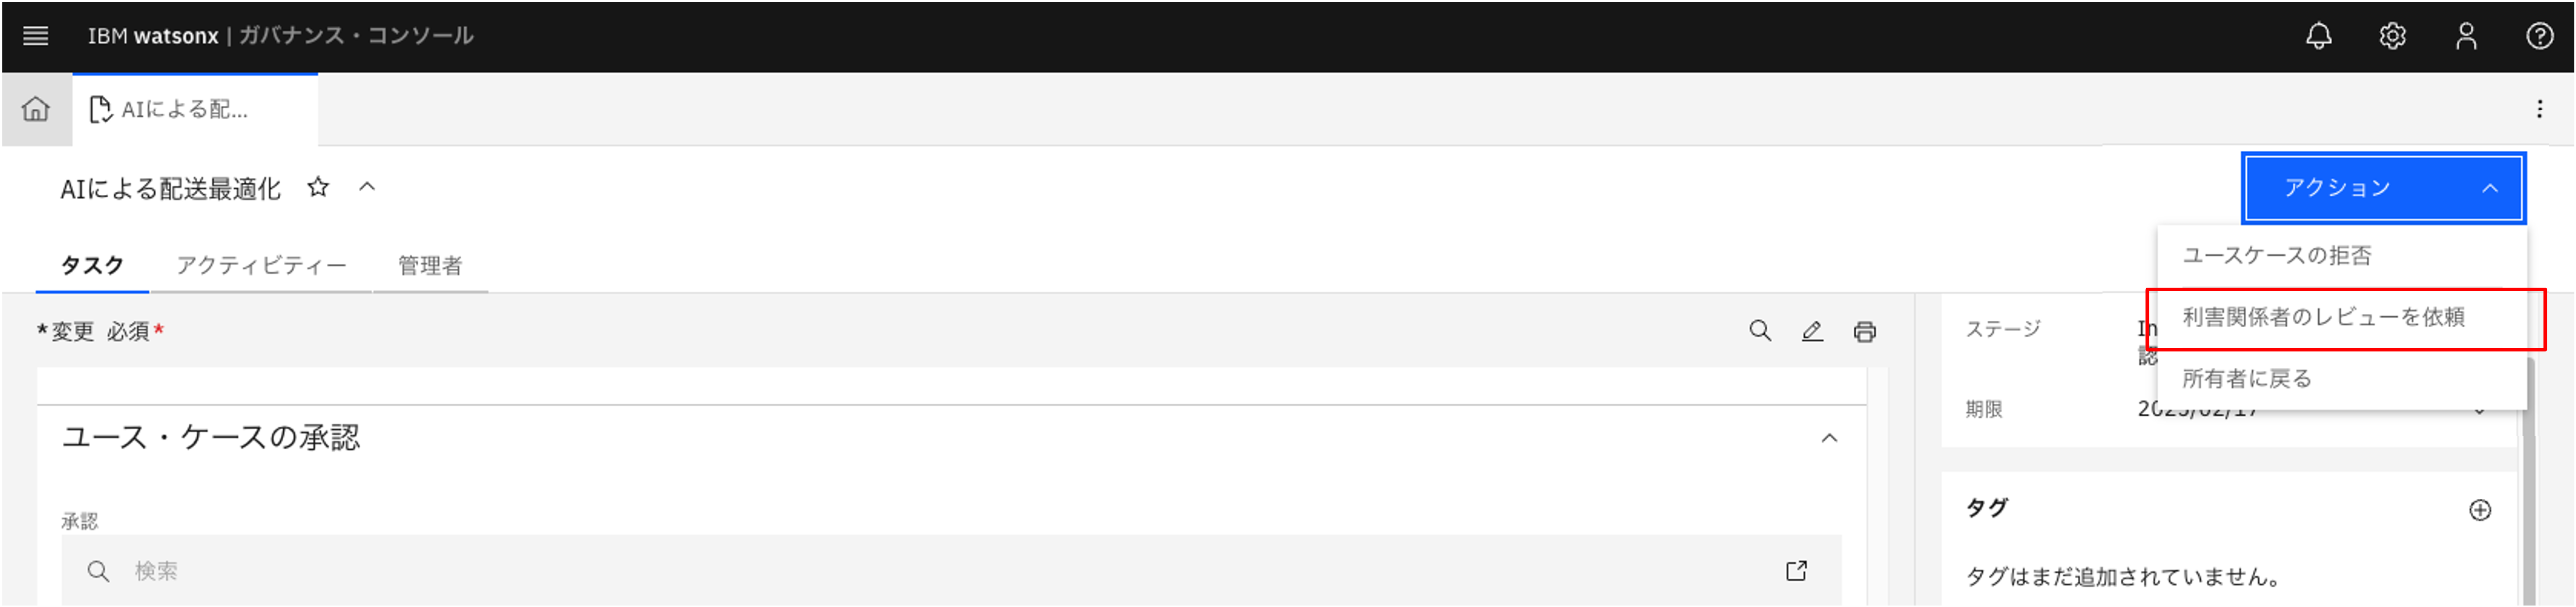 IBM watsonx | ガバナンス・コンソール
AIによる配...
AIによる配送最適化
アクション
ユースケースの拒否
利害関係者のレビューを依頼
所有者に戻る
タスク アクティビティー 管理者
*変更 必須*
ステージ In
認
期限 2025/02/17
ユース・ケースの承認
承認
検索
タグ
タグはまだ追加されていません。